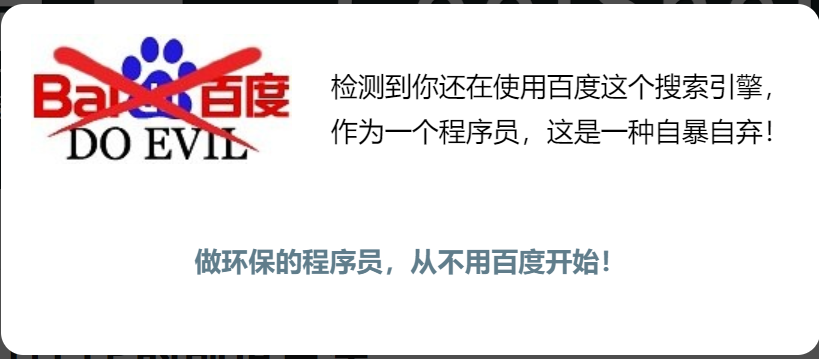 Bai 百度
DO EVIL
检测到你还在使用百度这个搜索引擎，
作为一个程序员，这是一种自暴自弃！
做环保的程序员，从不用百度开始！